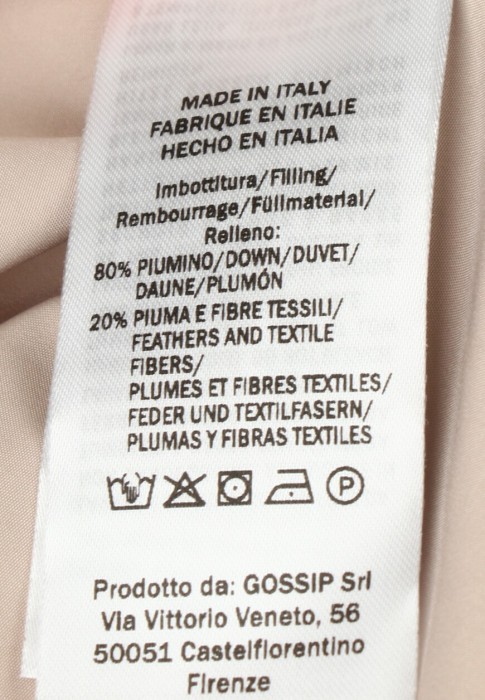 MADE IN ITALY
FABRIQUE EN ITALIE
HECHO EN ITALIA
Imbottitura/Filling/
Rembourrage/Füllmaterial/
Relleno:
80% PIUMINO/DOWN/DUVET/
DAUNE/PLUMÓN
20% PIUMA E FIBRE TESSILI/
FEATHERS AND TEXTILE
FIBERS/
PLUMES ET FIBRES TEXTILES/
FEDER UND TEXTILFASERN/
PLUMAS Y FIBRAS TEXTILES
P
Prodotto da: GOSSIP Srl
Via Vittorio Veneto, 56
50051 Castelfiorentino
Firenze